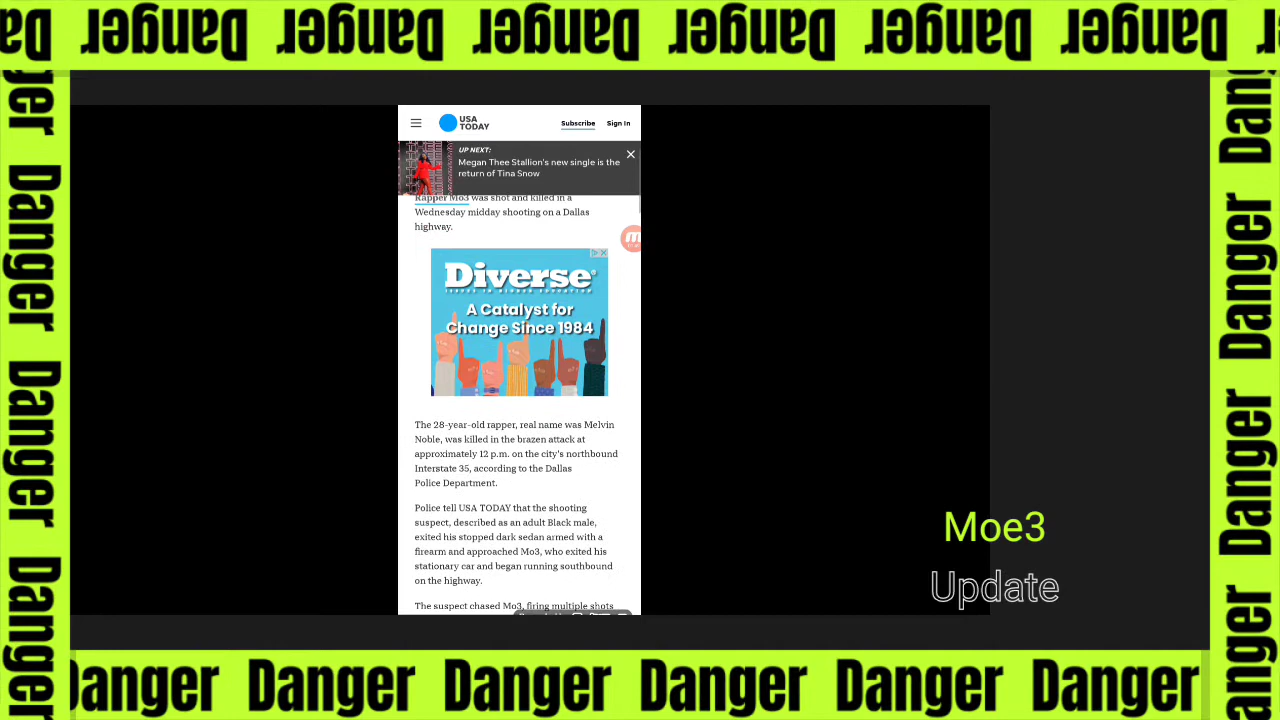 Danger Danger Danger Danger Danger Danger
Danger
Danger
Danger
Danger
USA
TODAY
Subscribe
Sign In
UP NEXT:
Megan Thee Stallion's new single is the
return of Tina Snow
Rapper Mo3 was shot and killed in a
Wednesday midday shooting on a Dallas
highway.
Diverse
A Catalyst for
Change Since 1984
The 28-year-old rapper, real name was Melvin
Noble, was killed in the brazen attack at
approximately 12 p.m. on the city's northbound
Interstate 35, according to the Dallas
Police Department.
Police tell USA TODAY that the shooting
suspect, described as an adult Black male,
exited his stopped dark sedan armed with a
firearm and approached Mo3, who exited his
stationary car and began running southbound
on the highway.
The suspect chased Mo3, firing multiple shots
Moe3
Update
Danger
Danger
Danger
Danger
Danger Danger Danger Danger Danger Danger